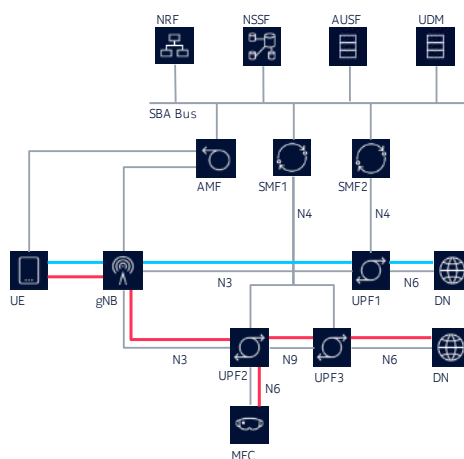 NRF NSSF AUSF UDM
SBA Bus
AMF SMF1 SMF2
N4 N4
N3 N6
UE gNB UPF1 DN
N3 N9 N6
UPF2 UPF3 DN
N6
MEC